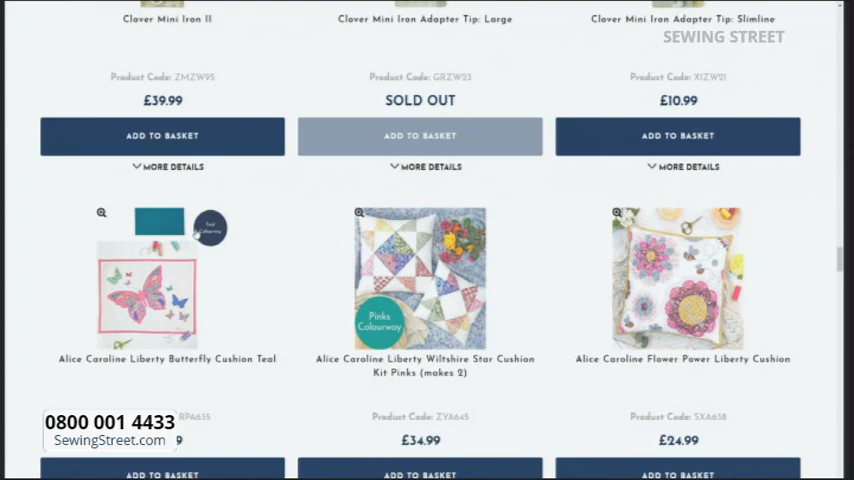 Clover Mini Iron II
Clover Mini Iron Adapter Tip: Large
Clover Mini Iron Adapter Tip: Slimline
SEWING STREET
Product Code: ZMZW95
Product Code: GRZW23
Product Code: XIZW21
£39.99
SOLD OUT
£10.99
ADD TO BASKET
ADD TO BASKET
ADD TO BASKET
MORE DETAILS
MORE DETAILS
MORE DETAILS
Teal
Colourway
Pinks
Colourway
Alice Caroline Liberty Butterfly Cushion Teal
Alice Caroline Liberty Wiltshire Star Cushion
Kit Pinks (makes 2)
Alice Caroline Flower Power Liberty Cushion
RPA635
Product Code: ZYA645
Product Code: SXA638
0800 001 4433
SewingStreet.com
9
£34.99
£24.99
ADD TO BASKET
ADD TO BASKET
ADD TO BASKET